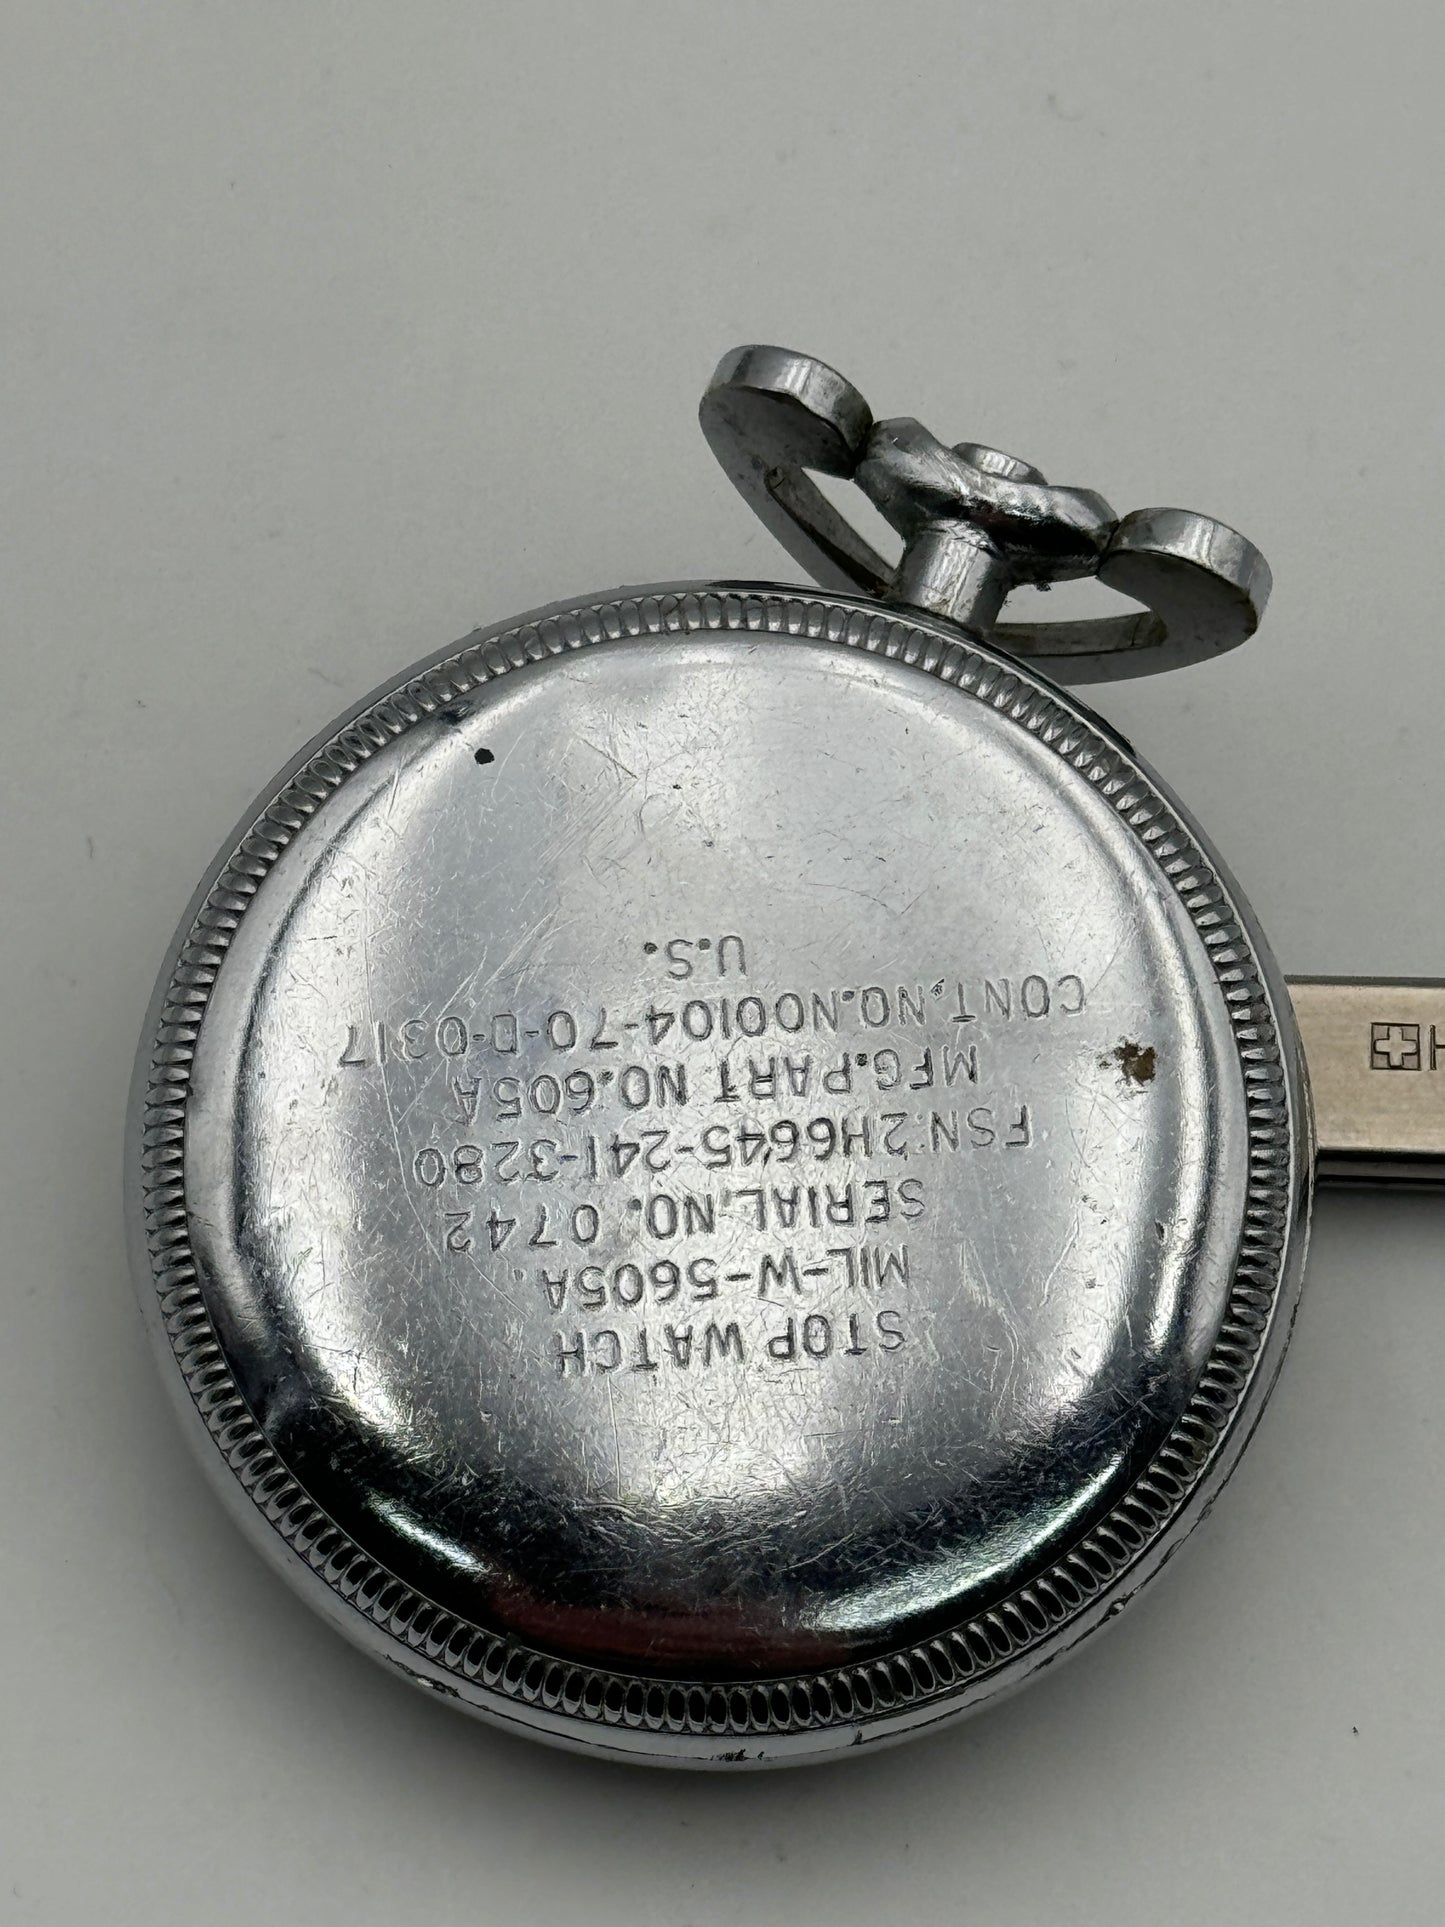 STOP WATCH
MIL-W-5605A.
SERIAL.NO. 0742
FSN.2H6645-241-3280
MFG.PART NO.605A
CONT.NO.N00104-70-D-0317
U.S.
H